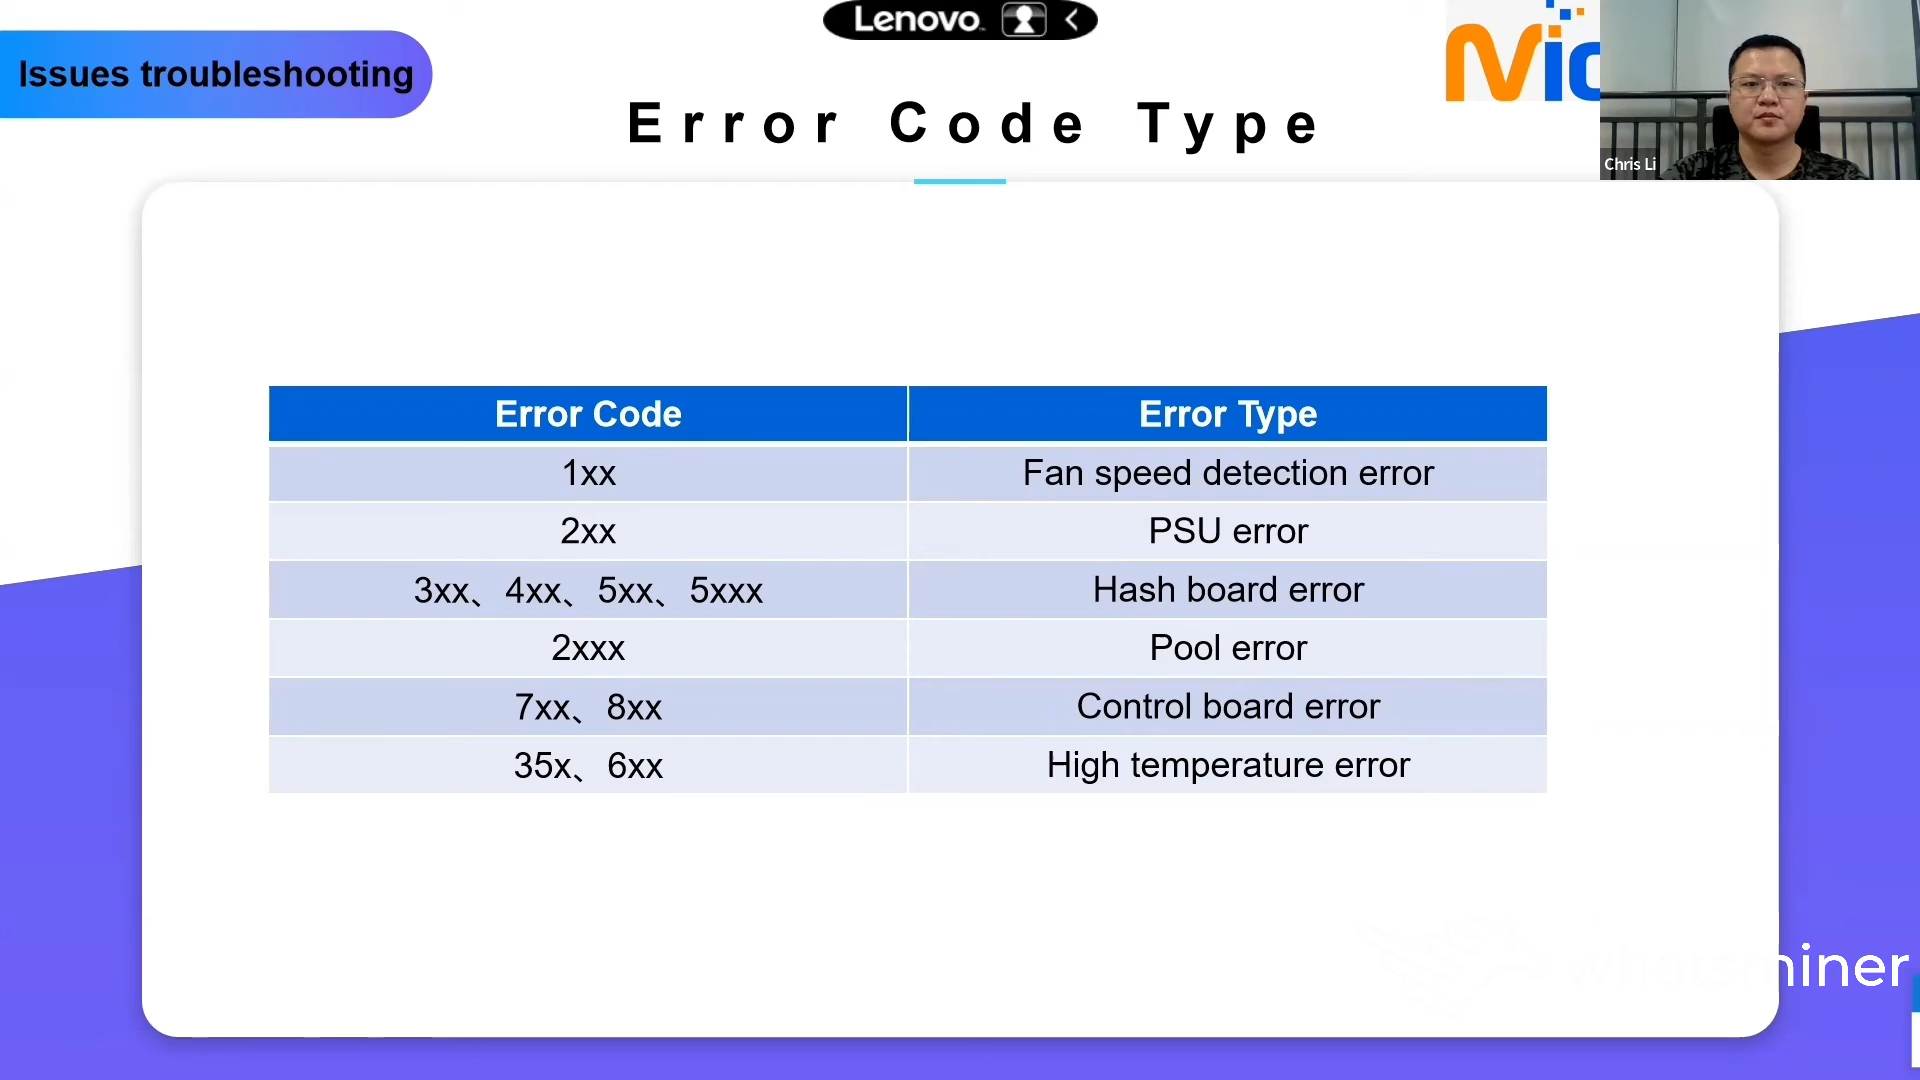 Lenovo
Issues troubleshooting
Error Code Type
Chris Li
Error Code Error Type
1xx Fan speed detection error
2xx PSU error
3xx、4xx、5xx、5xxx Hash board error
2xxx Pool error
7xx、8xx Control board error
35x、6xx High temperature error
whatsminer